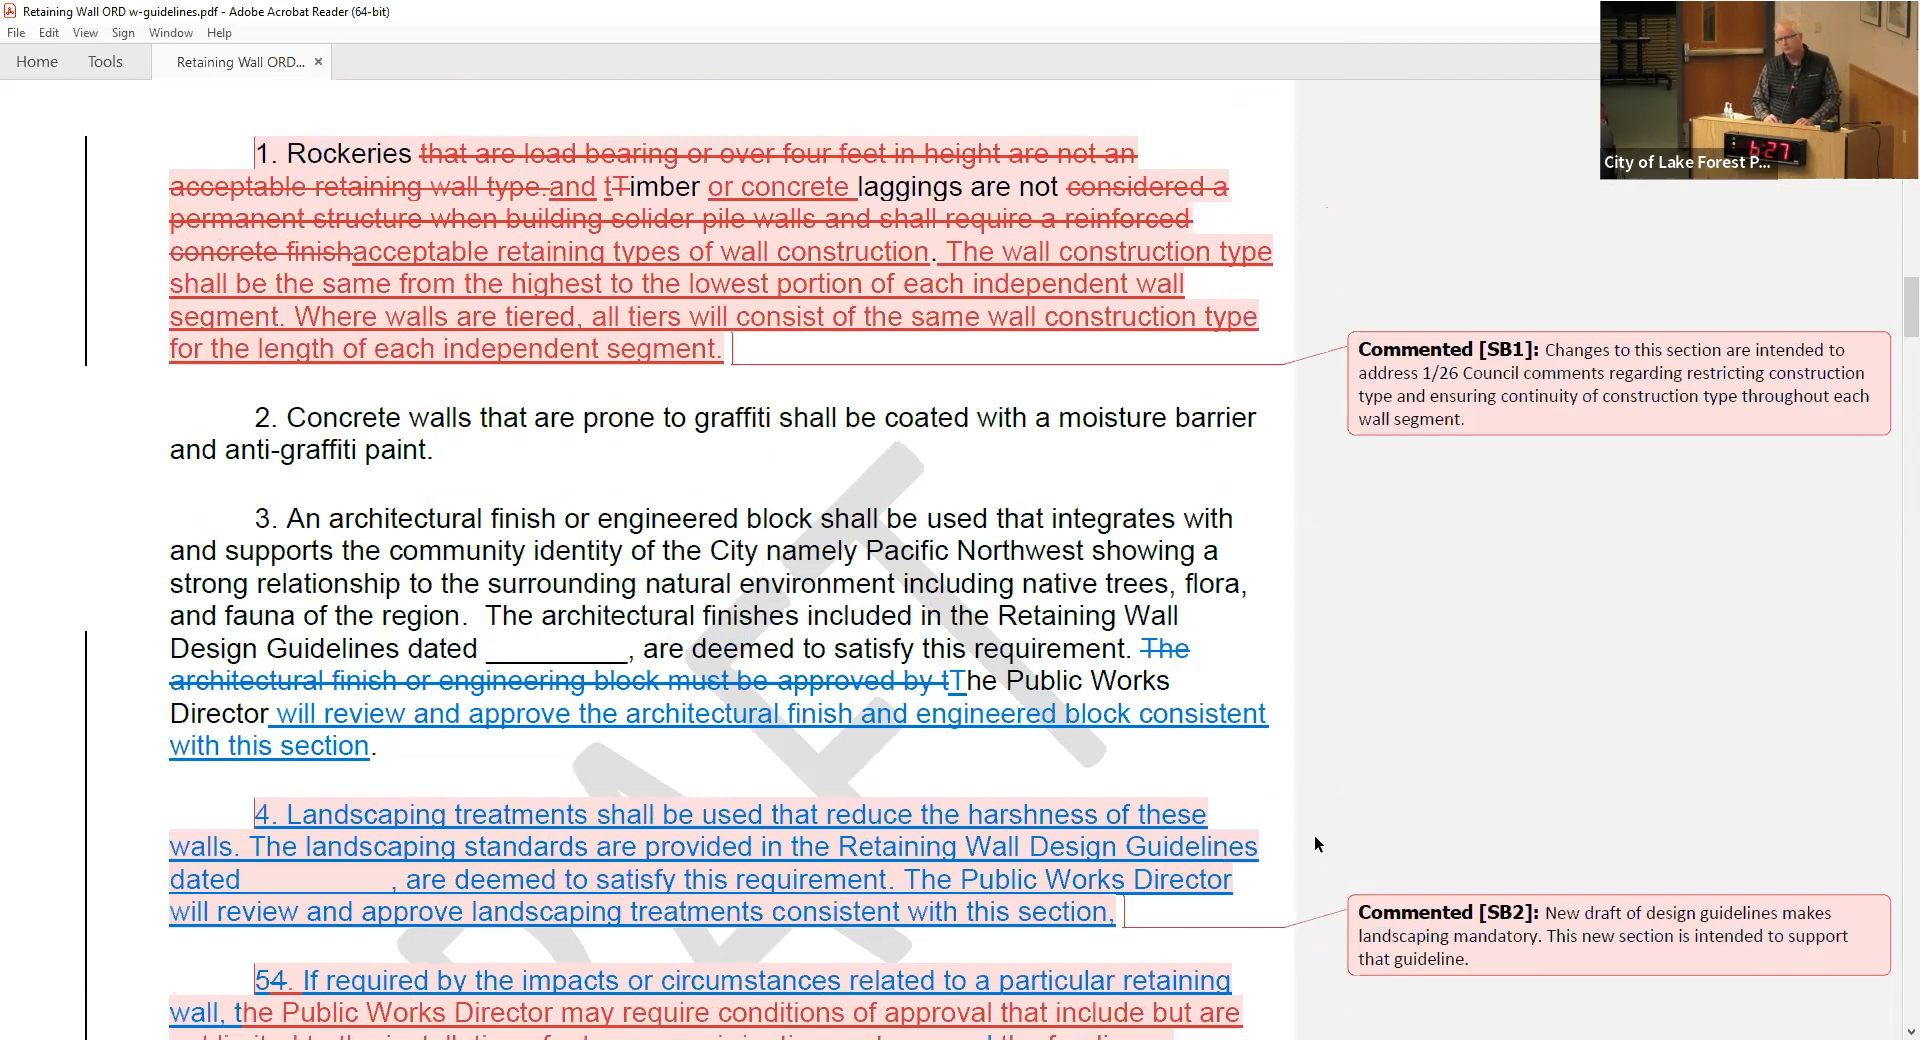 Retaining Wall ORD w-guidelines.pdf - Adobe Acrobat Reader (64-bit)
File Edit View Sign Window Help
Home Tools Retaining Wall ORD... ×
1. Rockeries that are load bearing or over four feet in height are not an
acceptable retaining wall type.and tTimber or concrete laggings are not considered a
permanent structure when building solider pile walls and shall require a reinforced
concrete finishacceptable retaining types of wall construction. The wall construction type
shall be the same from the highest to the lowest portion of each independent wall
segment. Where walls are tiered, all tiers will consist of the same wall construction type
for the length of each independent segment.
2. Concrete walls that are prone to graffiti shall be coated with a moisture barrier
and anti-graffiti paint.
3. An architectural finish or engineered block shall be used that integrates with
and supports the community identity of the City namely Pacific Northwest showing a
strong relationship to the surrounding natural environment including native trees, flora,
and fauna of the region. The architectural finishes included in the Retaining Wall
Design Guidelines dated _________, are deemed to satisfy this requirement. The
architectural finish or engineering block must be approved by tThe Public Works
Director will review and approve the architectural finish and engineered block consistent
with this section.
4. Landscaping treatments shall be used that reduce the harshness of these
walls. The landscaping standards are provided in the Retaining Wall Design Guidelines
dated __________, are deemed to satisfy this requirement. The Public Works Director
will review and approve landscaping treatments consistent with this section,
54. If required by the impacts or circumstances related to a particular retaining
wall, the Public Works Director may require conditions of approval that include but are
Commented [SB1]: Changes to this section are intended to
address 1/26 Council comments regarding restricting construction
type and ensuring continuity of construction type throughout each
wall segment.
Commented [SB2]: New draft of design guidelines makes
landscaping mandatory. This new section is intended to support
that guideline.
6:27
City of Lake Forest P...
DRAFT